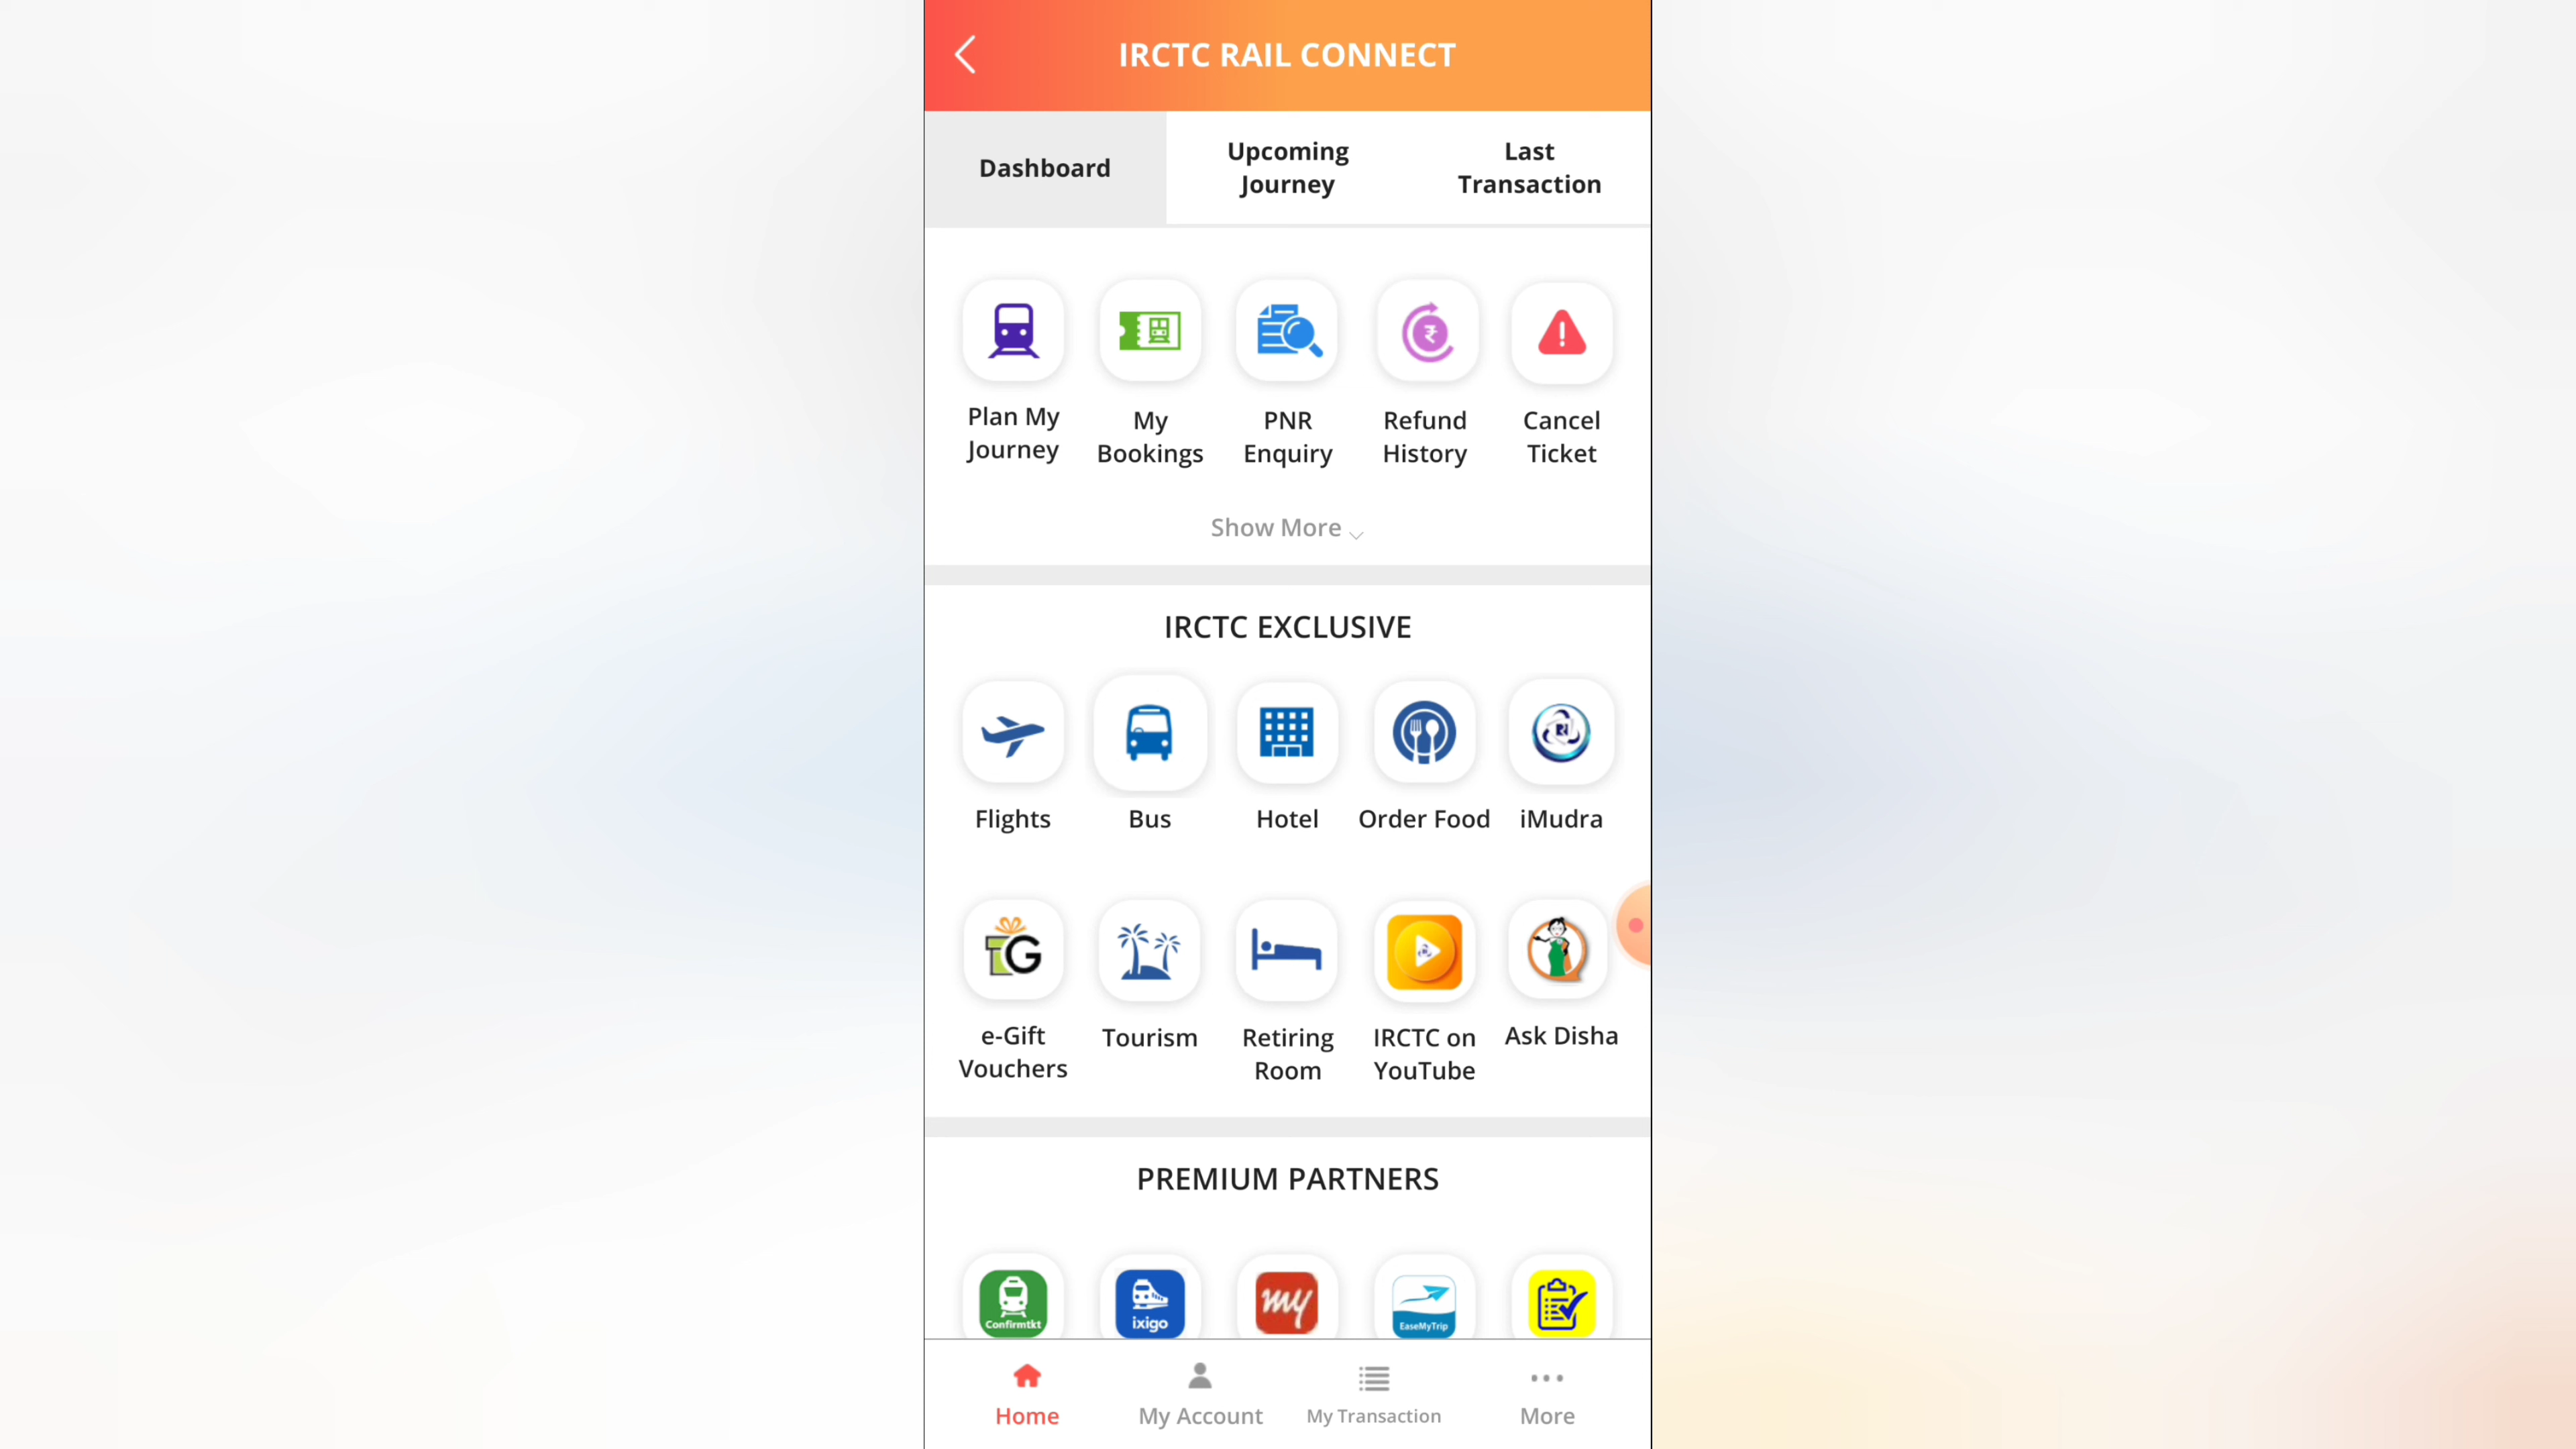 IRCTC RAIL CONNECT
Dashboard
Upcoming
Journey
Last
Transaction
Plan My
Journey
My
Bookings
PNR
Enquiry
Refund
History
Cancel
Ticket
Show More
IRCTC EXCLUSIVE
Flights
Bus
Hotel
Order Food
iMudra
e-Gift
Vouchers
Tourism
Retiring
Room
IRCTC on
YouTube
Ask Disha
PREMIUM PARTNERS
Confirmtkt
ixigo
my
EaseMyTrip
Home
My Account
My Transaction
More